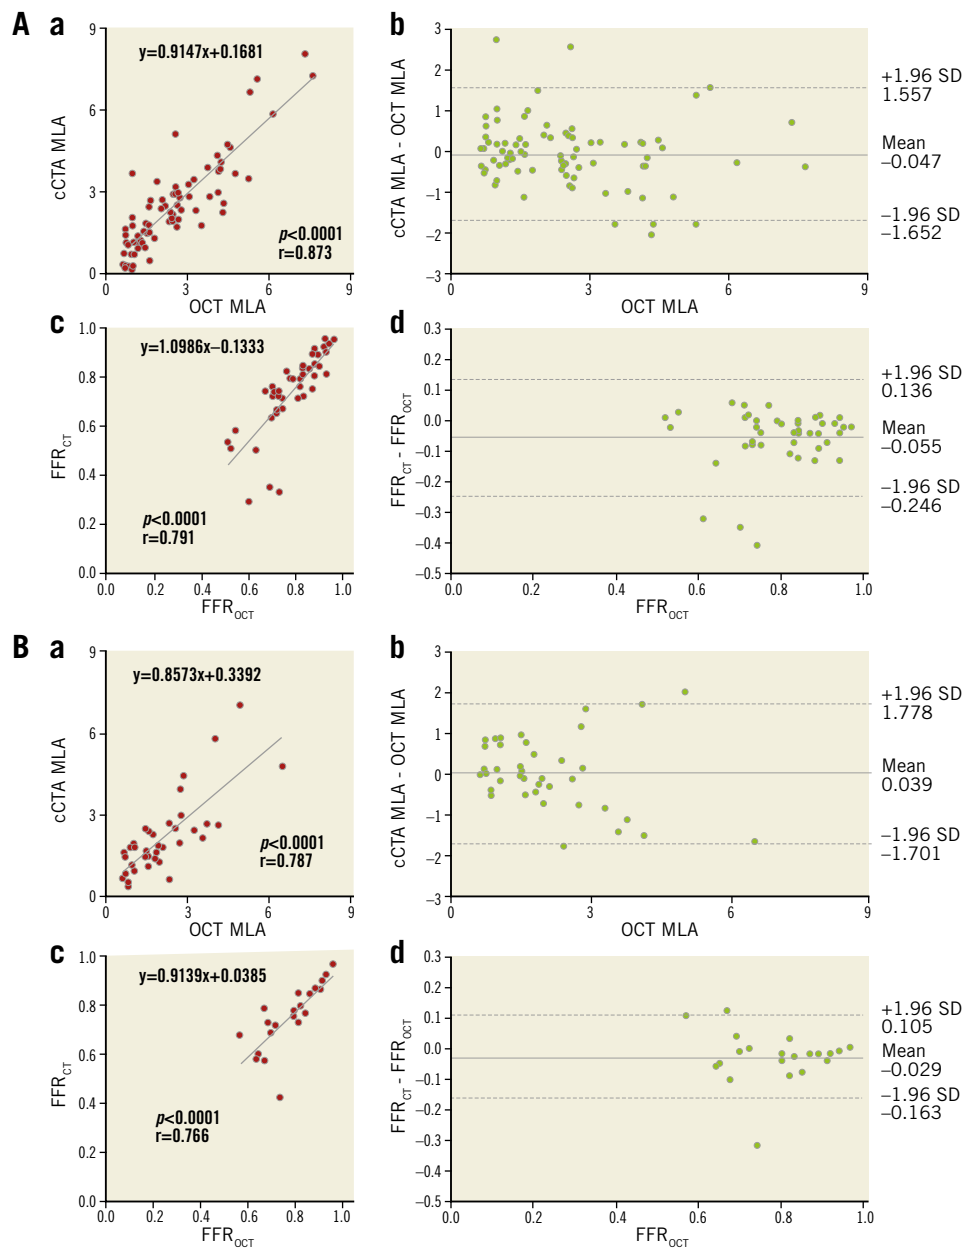 A a
b
9
6
3
0
cCTA MLA
y=0.9147x+0.1681
p<0.0001
r=0.873
0 3 6 9
OCT MLA
3
2
1
0
−1
−2
−3
cCTA MLA - OCT MLA
0 3 6 9
OCT MLA
+1.96 SD
1.557
Mean
−0.047
−1.96 SD
−1.652
c
d
1.0
0.8
0.6
0.4
0.2
0.0
FFRCT
y=1.0986x−0.1333
p<0.0001
r=0.791
0.0 0.2 0.4 0.6 0.8 1.0
FFROCT
0.3
0.2
0.1
0.0
−0.1
−0.2
−0.3
−0.4
−0.5
FFRCT - FFROCT
0.0 0.2 0.4 0.6 0.8 1.0
FFROCT
+1.96 SD
0.136
Mean
−0.055
−1.96 SD
−0.246
B a
b
9
6
3
0
cCTA MLA
y=0.8573x+0.3392
p<0.0001
r=0.787
0 3 6 9
OCT MLA
3
2
1
0
−1
−2
−3
cCTA MLA - OCT MLA
0 3 6 9
OCT MLA
+1.96 SD
1.778
Mean
0.039
−1.96 SD
−1.701
c
d
1.0
0.8
0.6
0.4
0.2
0.0
FFRCT
y=0.9139x+0.0385
p<0.0001
r=0.766
0.0 0.2 0.4 0.6 0.8 1.0
FFROCT
0.3
0.2
0.1
0.0
−0.1
−0.2
−0.3
−0.4
−0.5
FFRCT - FFROCT
0.0 0.2 0.4 0.6 0.8 1.0
FFROCT
+1.96 SD
0.105
Mean
−0.029
−1.96 SD
−0.163